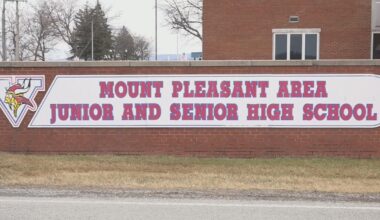 MOUNT PLEASANT AREA
JUNIOR AND SENIOR HIGH SCHOOL